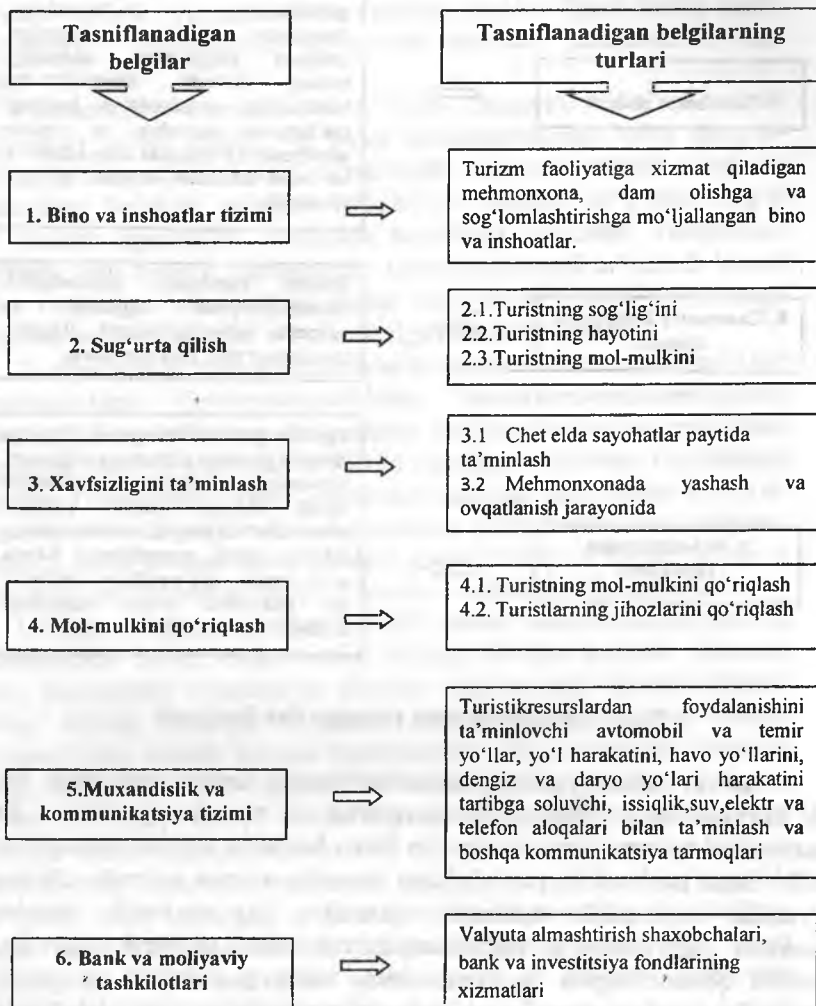 Tasniflanadigan
belgilar
Tasniflanadigan belgilarning
turlari
1. Bino va inshoatlar tizimi
Turizm faoliyatiga xizmat qiladigan
mehmonxona, dam olishga va
sog‘lomlashtirishga mo‘ljallangan bino
va inshoatlar.
2. Sug‘urta qilish
2.1.Turistning sog‘lig‘ini
2.2.Turistning hayotini
2.3.Turistning mol-mulkini
3. Xavfsizligini ta’minlash
3.1 Chet elda sayohatlar paytida
ta’minlash
3.2 Mehmonxonada yashash va
ovqatlanish jarayonida
4. Mol-mulkini qo‘riqlash
4.1. Turistning mol-mulkini qo‘riqlash
4.2. Turistlarning jihozlarini qo‘riqlash
5.Muxandislik va
kommunikatsiya tizimi
Turistikresurslardan foydalanishini
ta’minlovchi avtomobil va temir
yo‘llar, yo‘l harakatini, havo yo‘llarini,
dengiz va daryo yo‘lari harakatini
tartibga soluvchi, issiqlik,suv,elektr va
telefon aloqalari bilan ta’minlash va
boshqa kommunikatsiya tarmoqlari
6. Bank va moliyaviy
tashkilotlari
Valyuta almashtirish shaxobchalari,
bank va investitsiya fondlarining
xizmatlari